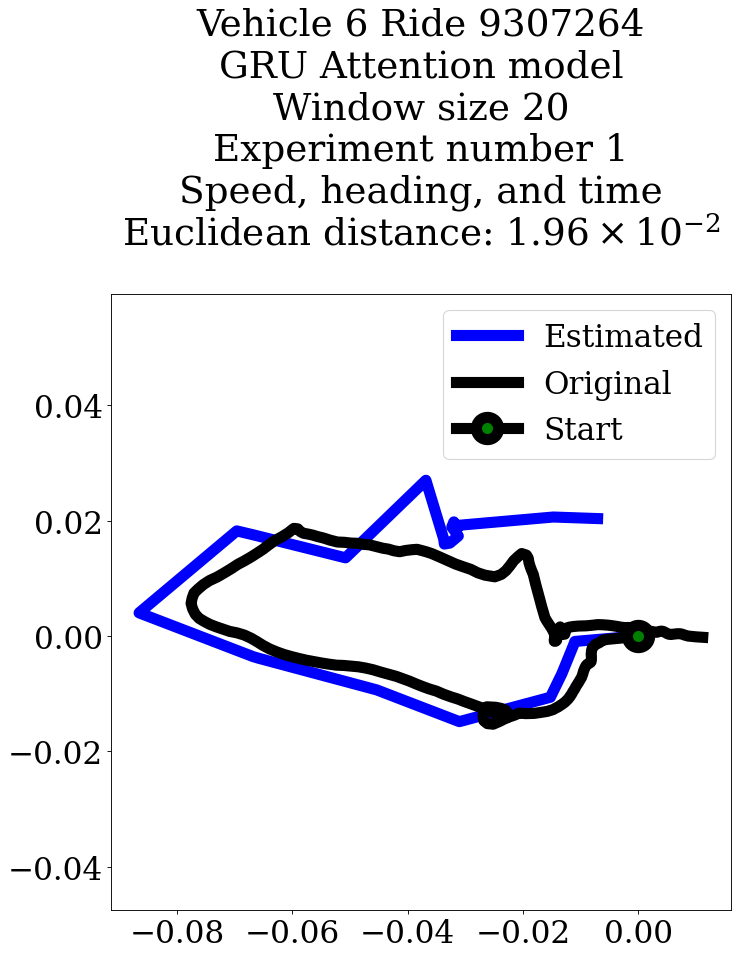 Vehicle 6 Ride 9307264
GRU Attention model
Window size 20
Experiment number 1
Speed, heading, and time
Euclidean distance: 1.96 × 10⁻²
Estimated
Original
Start
0.04
0.02
0.00
−0.02
−0.04
−0.08 −0.06 −0.04 −0.02 0.00